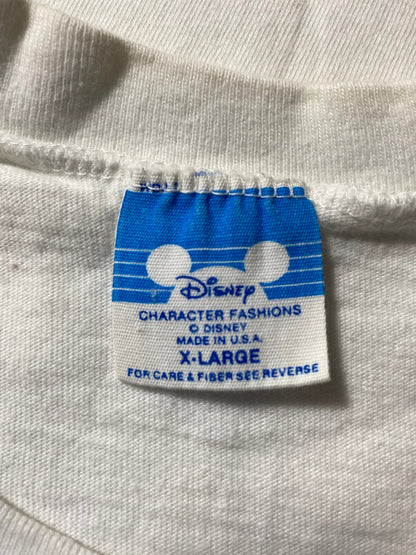 Disney
CHARACTER FASHIONS
© DISNEY
MADE IN U.S.A.
X-LARGE
FOR CARE & FIBER SEE REVERSE